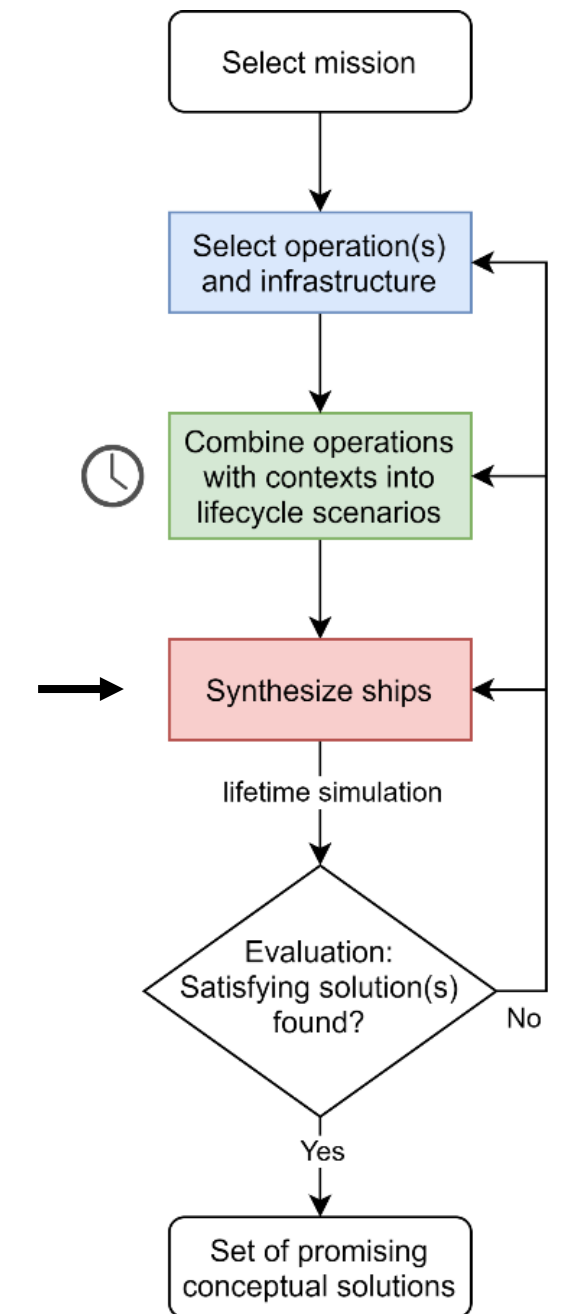 Select mission
Select operation(s)
and infrastructure
Combine operations
with contexts into
lifecycle scenarios
Synthesize ships
lifetime simulation
Evaluation:
Satisfying solution(s)
found?
No
Yes
Set of promising
conceptual solutions